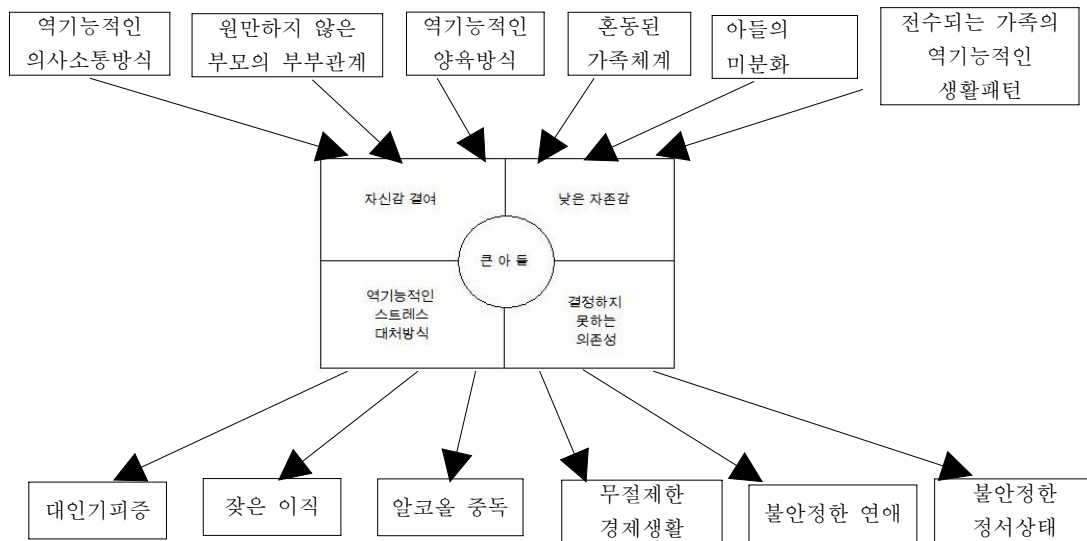 역기능적인
의사소통방식
원만하지 않은
부모의 부부관계
역기능적인
양육방식
혼동된
가족체계
아들의
미분화
전수되는 가족의
역기능적인
생활패턴
자신감 결여
낮은 자존감
큰 아 들
역기능적인
스트레스
대처방식
결정하지
못하는
의존성
대인기피증
잦은 이직
알코올 중독
무절제한
경제생활
불안정한 연애
불안정한
정서상태